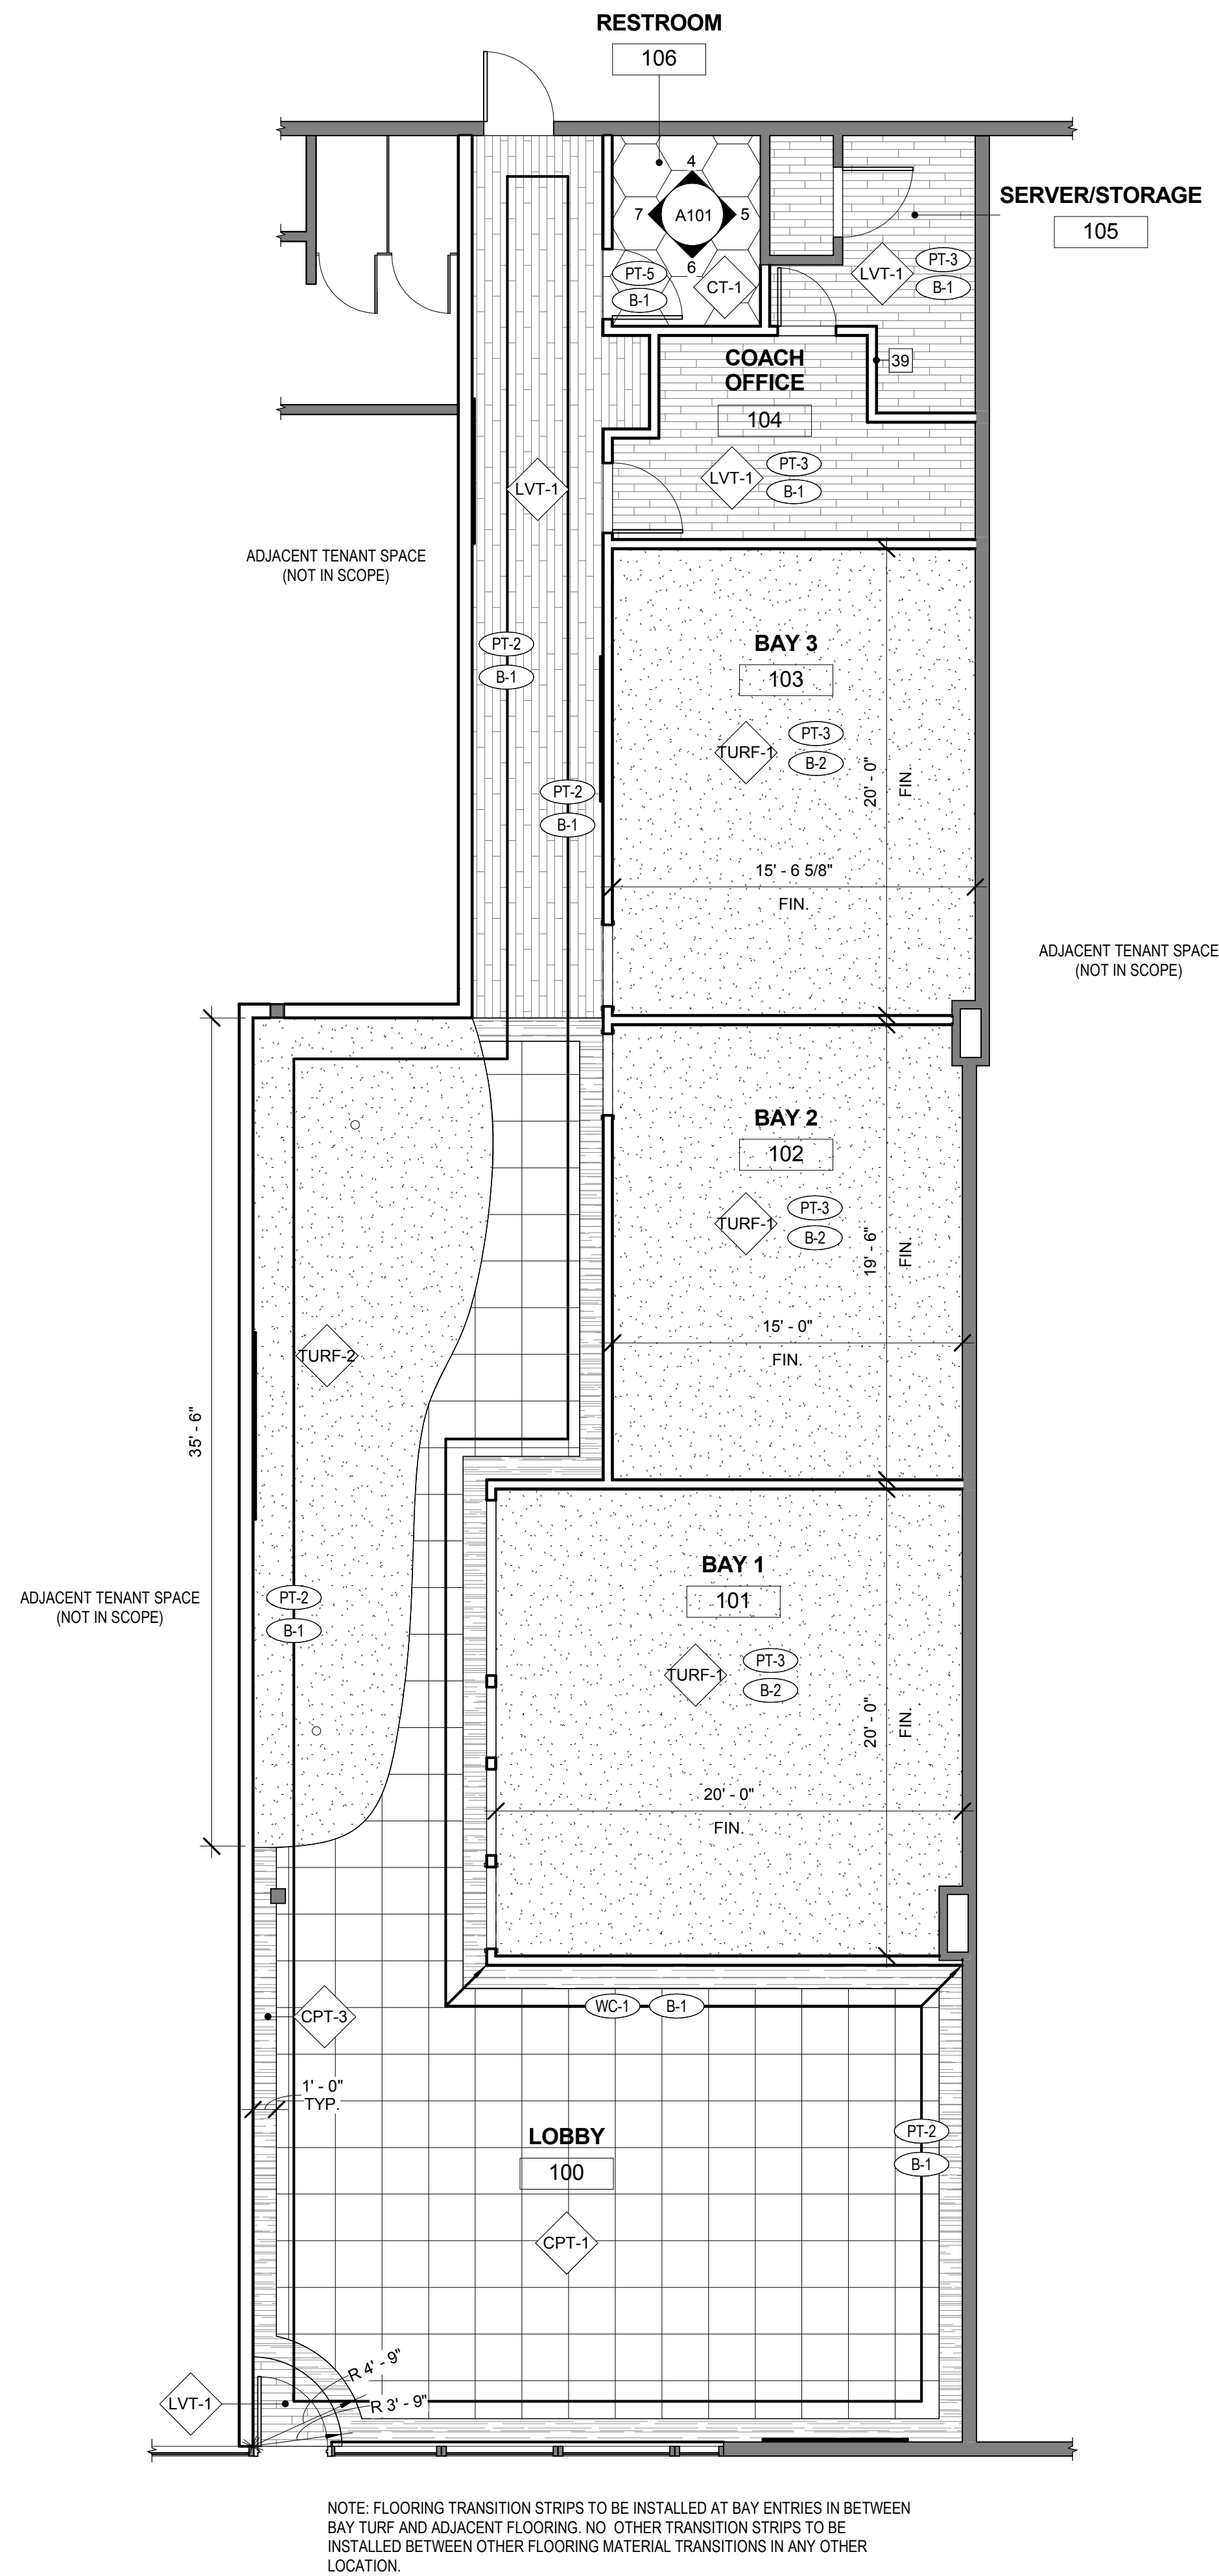 RESTROOM
106
4
7
A101
5
6
PT-5
B-1
CT-1
SERVER/STORAGE
105
LVT-1
PT-3
B-1
39
COACH
OFFICE
104
LVT-1
PT-3
B-1
LVT-1
ADJACENT TENANT SPACE
(NOT IN SCOPE)
PT-2
B-1
BAY 3
103
TURF-1
PT-3
B-2
20' - 0"
FIN.
PT-2
B-1
15' - 6 5/8"
FIN.
ADJACENT TENANT SPACE
(NOT IN SCOPE)
BAY 2
102
TURF-1
PT-3
B-2
19' - 6"
FIN.
15' - 0"
FIN.
TURF-2
35' - 6"
BAY 1
101
TURF-1
PT-3
B-2
20' - 0"
FIN.
ADJACENT TENANT SPACE
(NOT IN SCOPE)
PT-2
B-1
20' - 0"
FIN.
WC-1
B-1
CPT-3
1' - 0"
TYP.
LOBBY
100
PT-2
B-1
CPT-1
R 4' - 9"
R 3' - 9"
LVT-1
NOTE: FLOORING TRANSITION STRIPS TO BE INSTALLED AT BAY ENTRIES IN BETWEEN
BAY TURF AND ADJACENT FLOORING. NO OTHER TRANSITION STRIPS TO BE
INSTALLED BETWEEN OTHER FLOORING MATERIAL TRANSITIONS IN ANY OTHER
LOCATION.